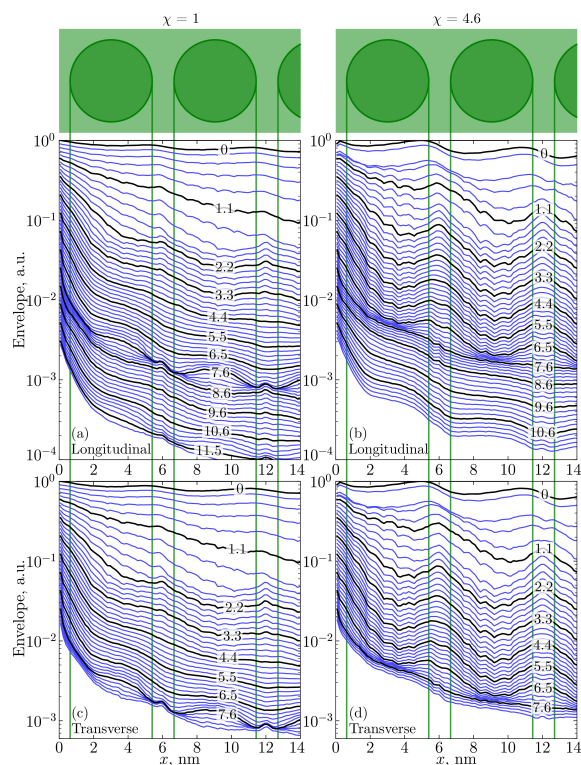 χ = 1
χ = 4.6
Envelope, a.u.
10⁰
10⁻¹
10⁻²
10⁻³
10⁻⁴
0
1.1
2.2
3.3
4.4
5.5
6.5
7.6
8.6
9.6
10.6
11.5
(a)
Longitudinal
0 2 4 6 8 10 12 14
0
1.1
2.2
3.3
4.4
5.5
6.5
7.6
8.6
9.6
10.6
(b)
Longitudinal
0 2 4 6 8 10 12 14
Envelope, a.u.
10⁰
10⁻¹
10⁻²
10⁻³
0
1.1
2.2
3.3
4.4
5.5
6.5
7.6
(c)
Transverse
0 2 4 6 8 10 12 14
x, nm
0
1.1
2.2
3.3
4.4
5.5
6.5
7.6
(d)
Transverse
0 2 4 6 8 10 12 14
x, nm